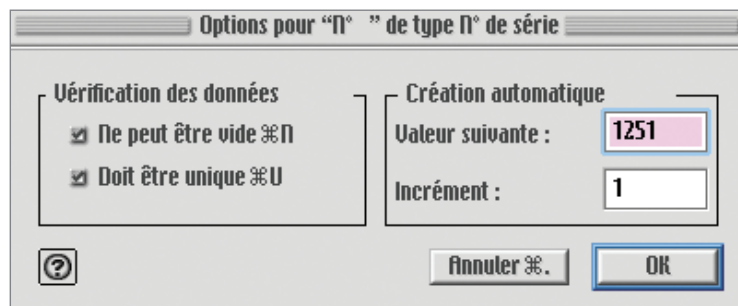 Options pour “N° ” de type N° de série
Vérification des données
Ne peut être vide ⌘N
Doit être unique ⌘U
Création automatique
Valeur suivante : 1251
Incrément : 1
?
Annuler ⌘.
OK